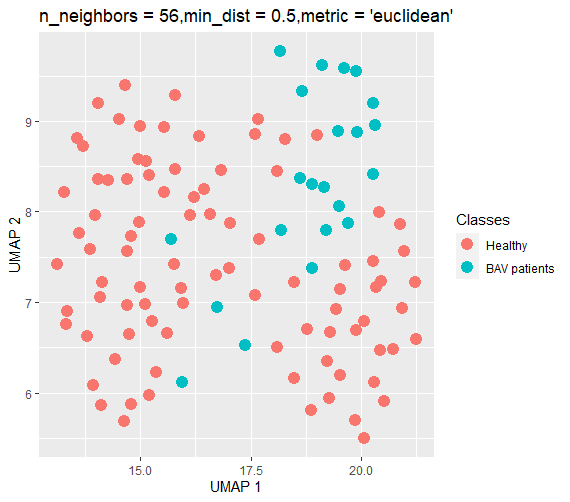 n_neighbors = 56,min_dist = 0.5,metric = 'euclidean'
9
8
7
6
UMAP 2
15.0 17.5 20.0
UMAP 1
Classes
Healthy
BAV patients